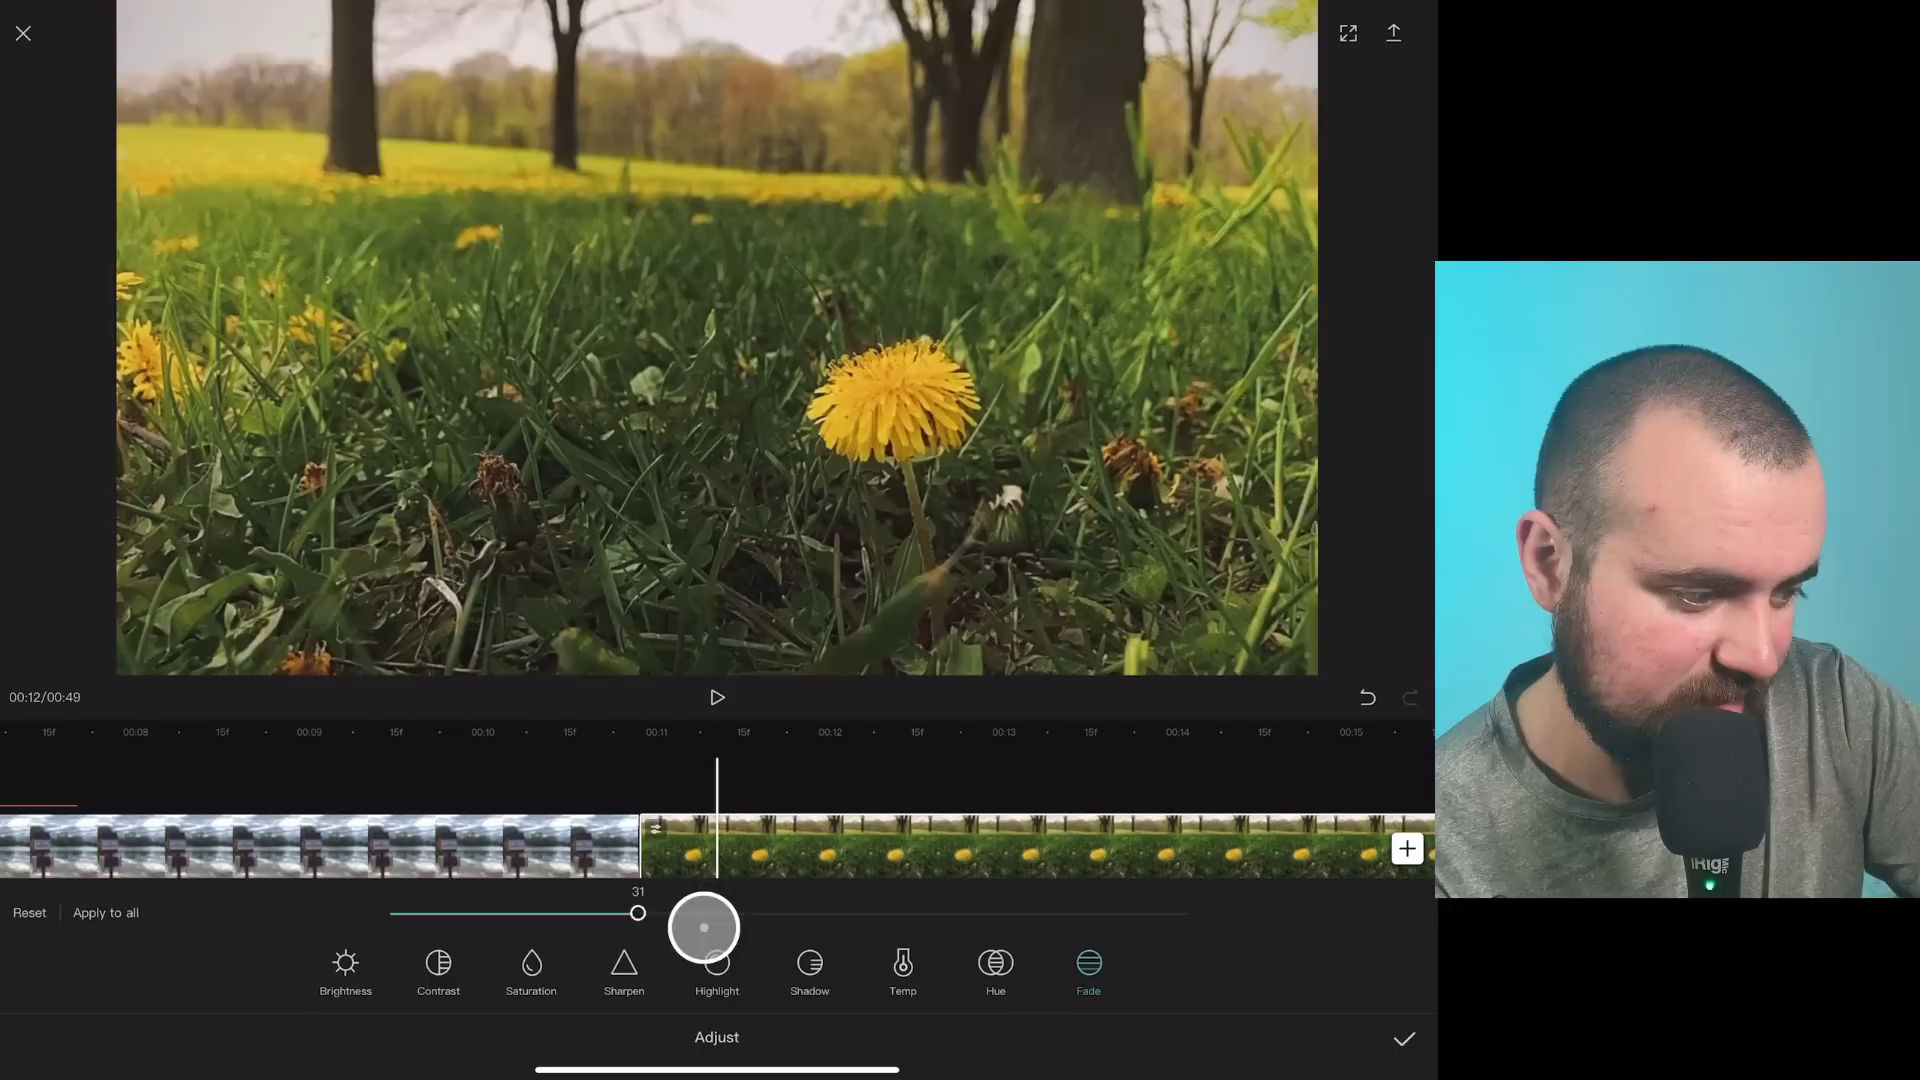 00:12/00:49
15f 00:08 15f 00:09 15f 00:10 15f 00:11 15f 00:12 15f 00:13 15f 00:14 15f 00:15
31
Reset Apply to all
Brightness Contrast Saturation Sharpen Highlight Shadow Temp Hue Fade
Adjust
iRig Mic